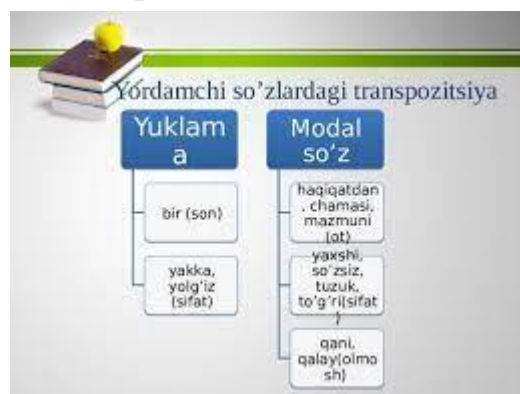 Yordamchi so'zlardagi transpozitsiya
Yuklam
a
bir (son)
yakka,
yolg'iz
(sifat)
Modal
so'z
haqiqatdan
, chamasi,
mazmuni
(ot)
yaxshi,
so'zsiz,
tuzuk,
to'g'ri(sifat
)
qani,
qalay(olmo
sh)